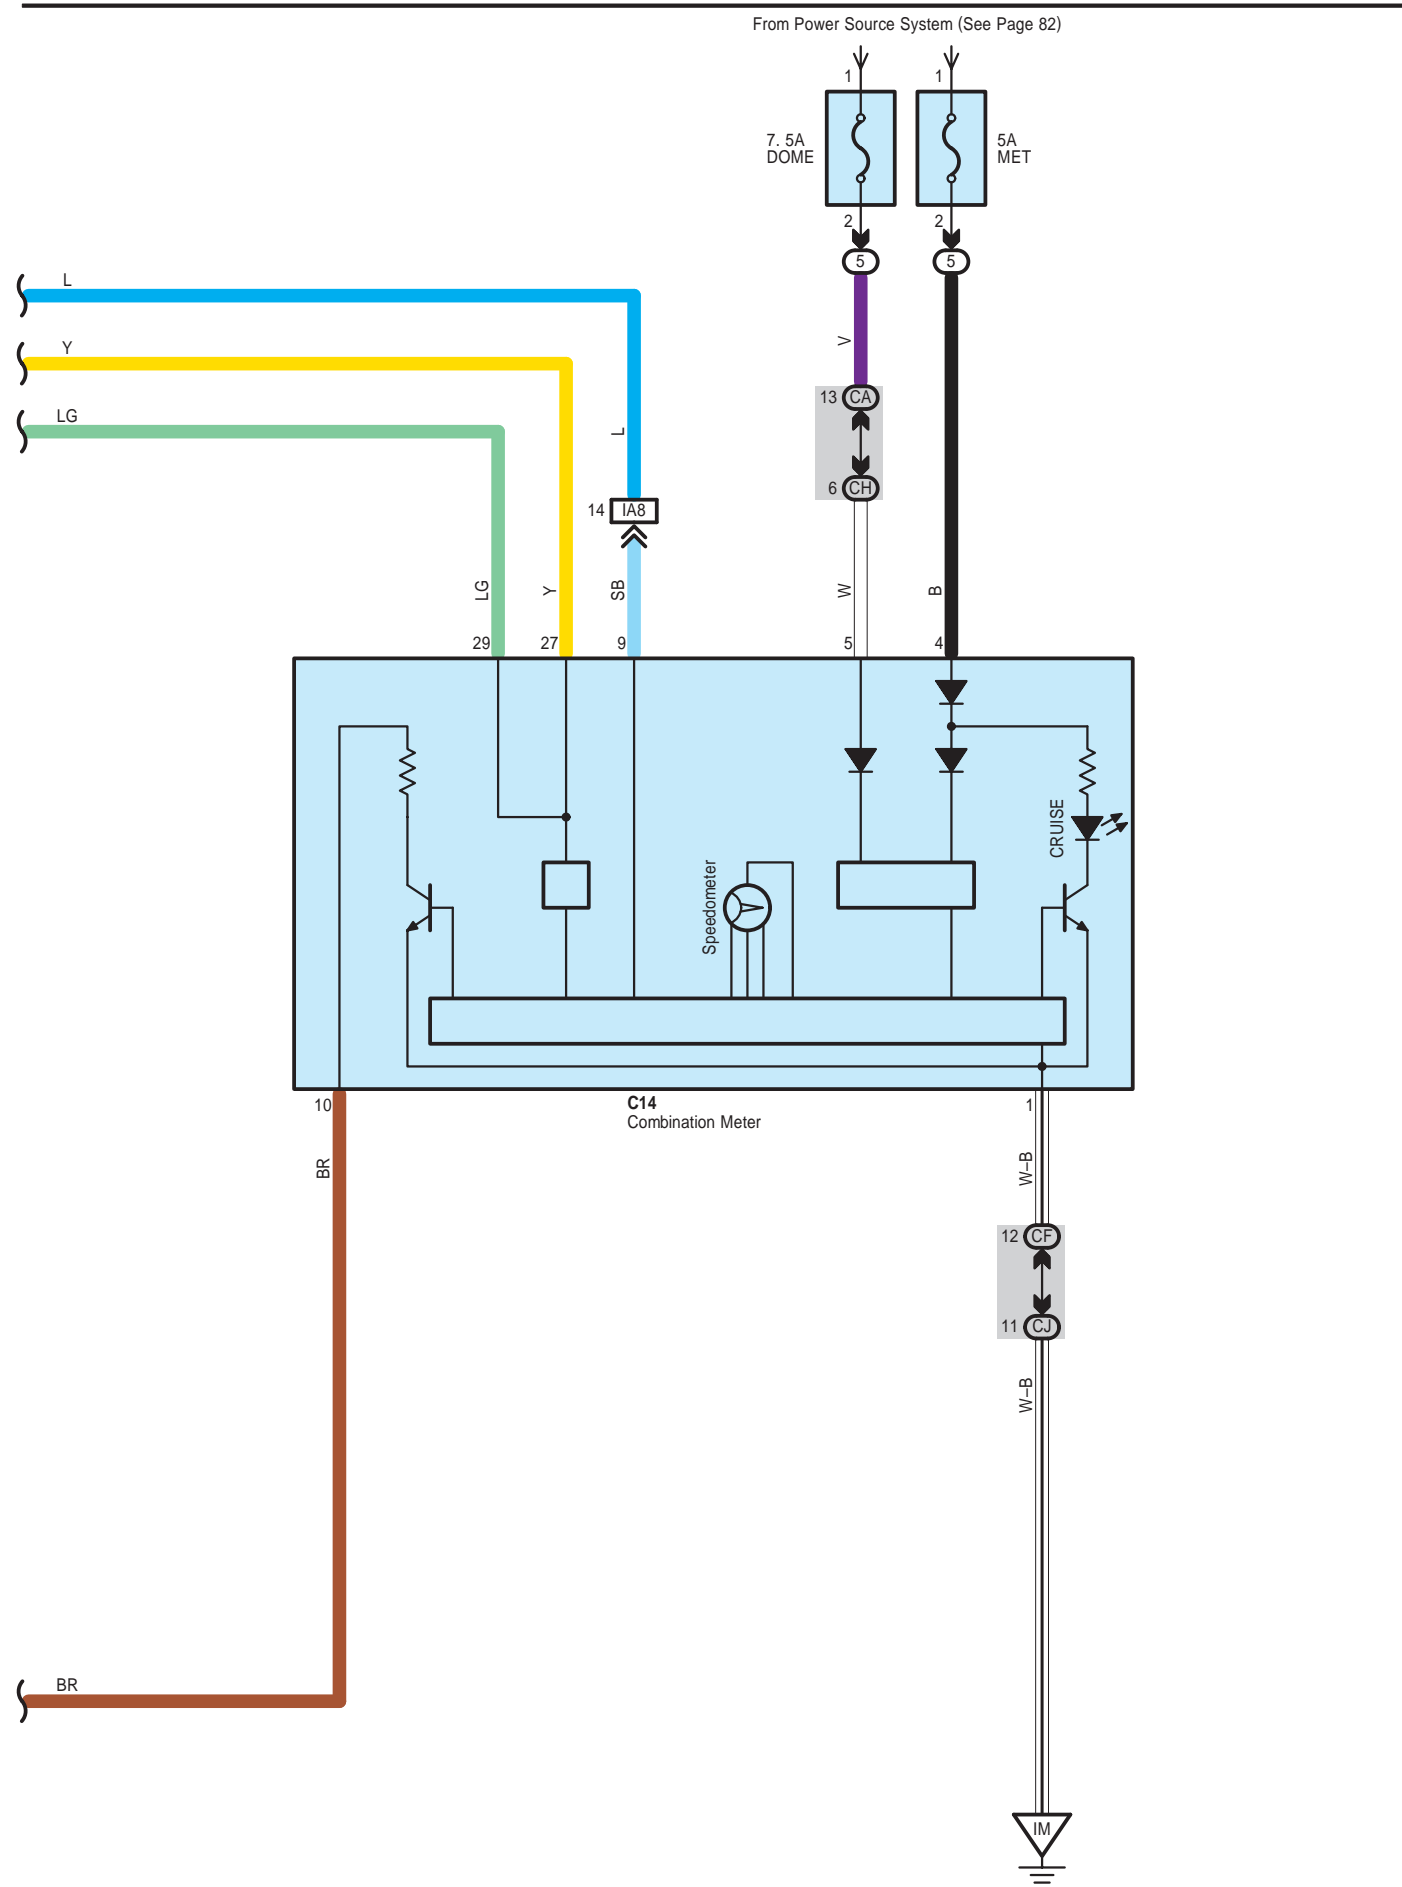 From Power Source System (See Page 82)
1
1
7. 5A
DOME
5A
MET
2
2
5
5
L
Y
V
13 CA
LG
L
6 CH
14 IA8
LG
Y
SB
W
B
29
27
9
5
4
CRUISE
Speedometer
10
C14
Combination Meter
1
BR
W–B
12 CF
11 CJ
W–B
BR
IM